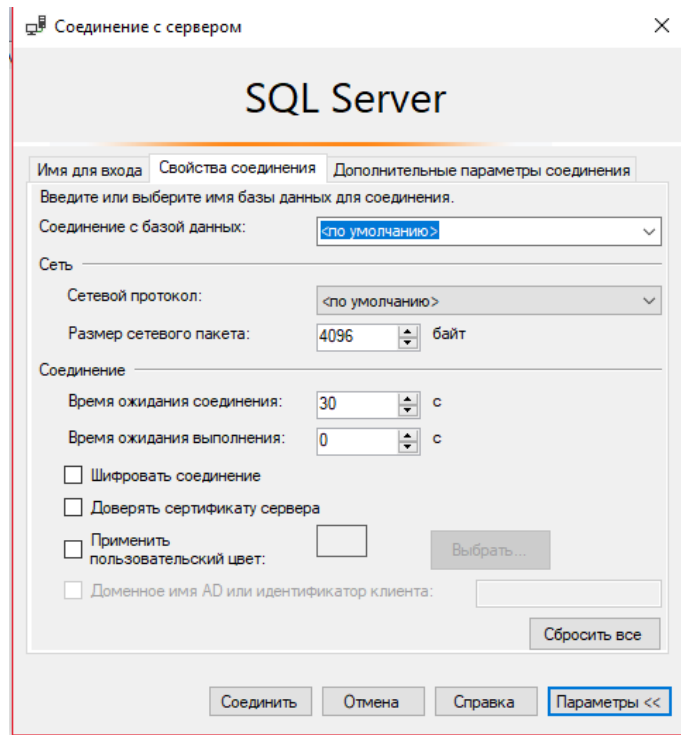 Соединение с сервером
SQL Server
Имя для входа Свойства соединения Дополнительные параметры соединения
Введите или выберите имя базы данных для соединения.
Соединение с базой данных: <по умолчанию>
Сеть
Сетевой протокол: <по умолчанию>
Размер сетевого пакета: 4096 байт
Соединение
Время ожидания соединения: 30 с
Время ожидания выполнения: 0 с
Шифровать соединение
Доверять сертификату сервера
Применить
пользовательский цвет: Выбрать...
Доменное имя AD или идентификатор клиента:
Сбросить все
Соединить Отмена Справка Параметры <<